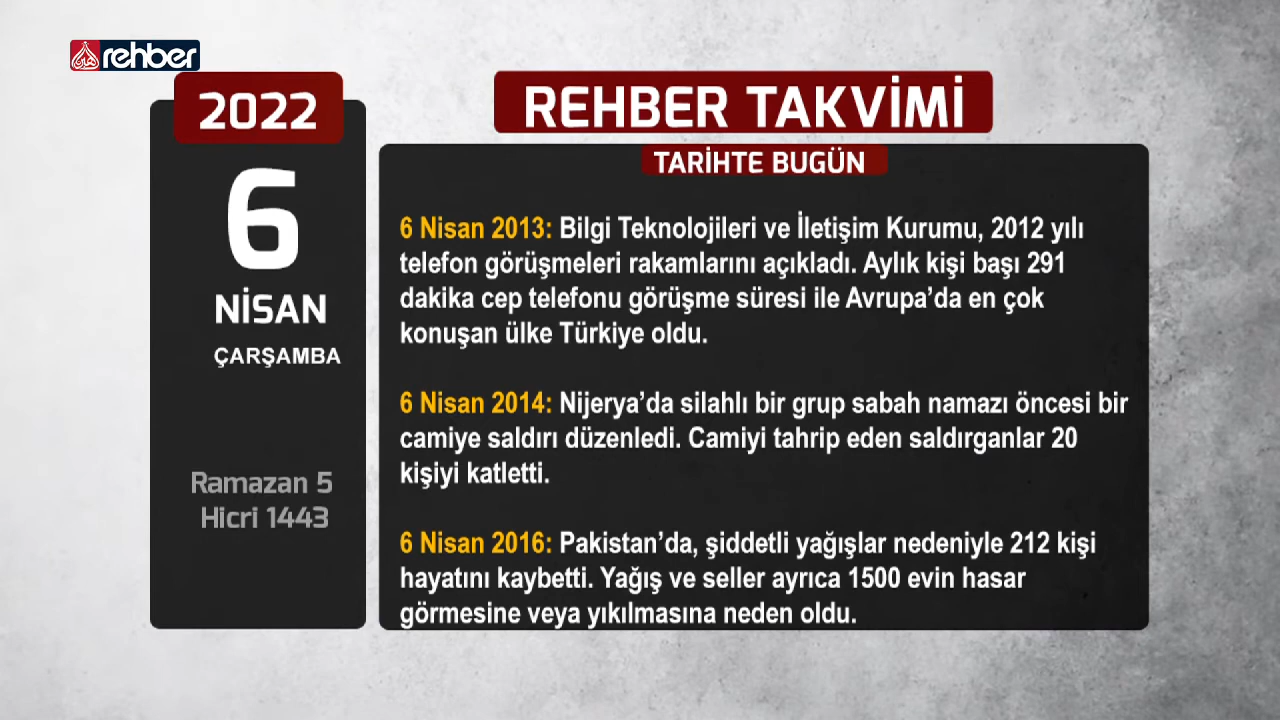 rehber
2022
6
NİSAN
ÇARŞAMBA
Ramazan 5
Hicri 1443
REHBER TAKVİMİ
TARİHTE BUGÜN
6 Nisan 2013: Bilgi Teknolojileri ve İletişim Kurumu, 2012 yılı
telefon görüşmeleri rakamlarını açıkladı. Aylık kişi başı 291
dakika cep telefonu görüşme süresi ile Avrupa’da en çok
konuşan ülke Türkiye oldu.
6 Nisan 2014: Nijerya’da silahlı bir grup sabah namazı öncesi bir
camiye saldırı düzenledi. Camiyi tahrip eden saldırganlar 20
kişiyi katletti.
6 Nisan 2016: Pakistan’da, şiddetli yağışlar nedeniyle 212 kişi
hayatını kaybetti. Yağış ve seller ayrıca 1500 evin hasar
görmesine veya yıkılmasına neden oldu.